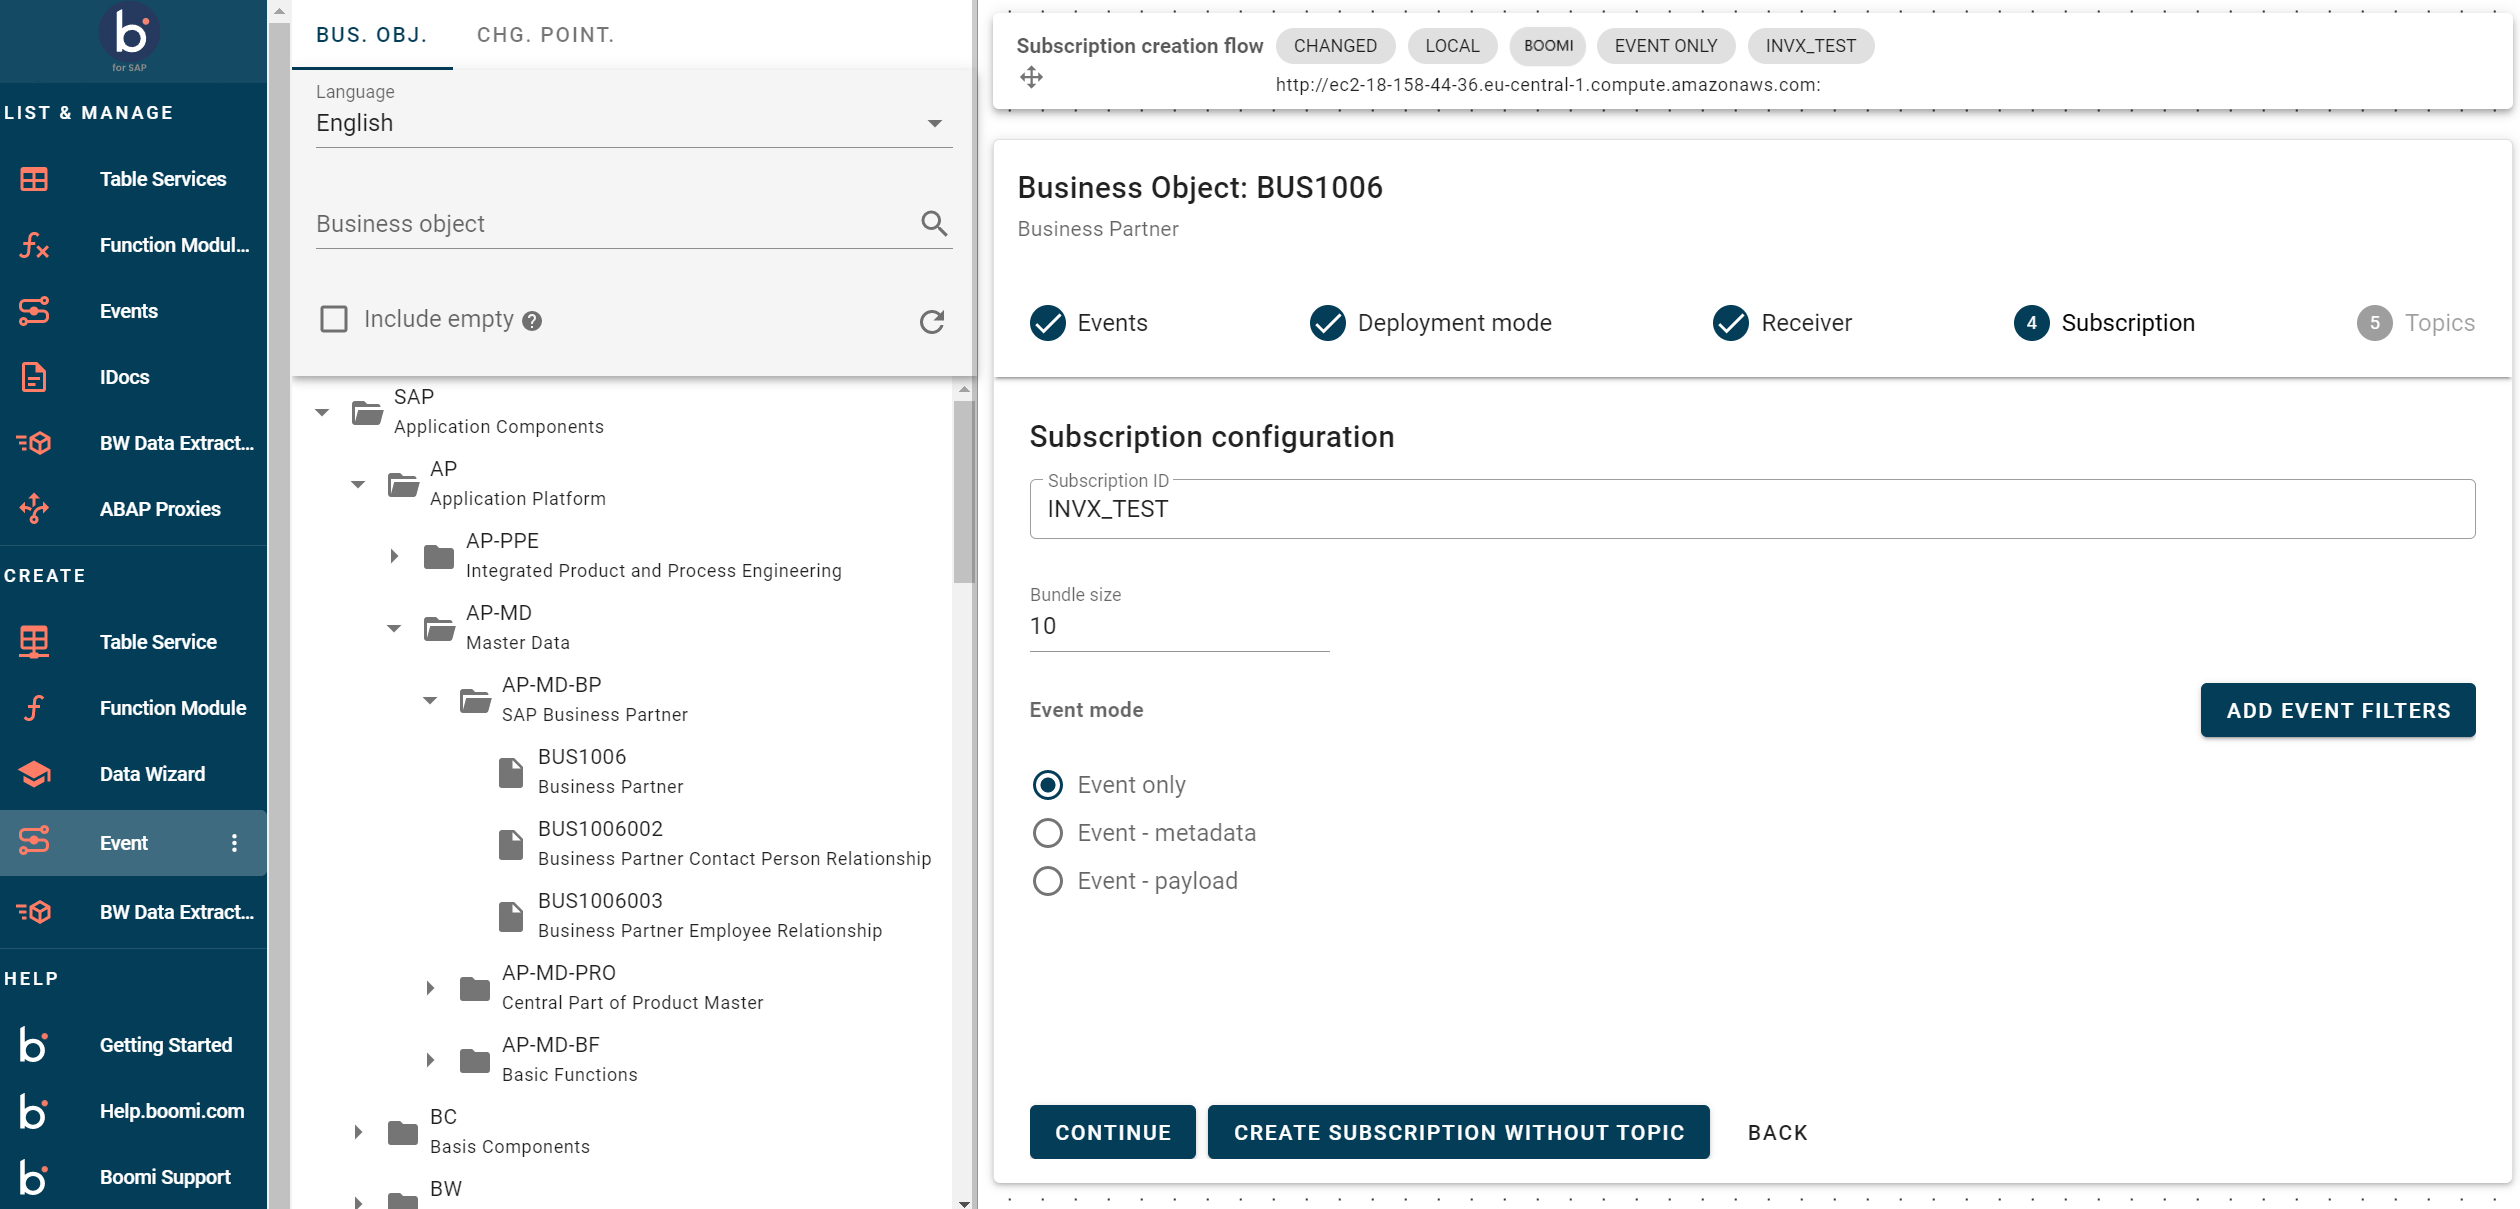 b
for SAP
LIST & MANAGE
Table Services
Function Modul...
Events
IDocs
BW Data Extract...
ABAP Proxies
CREATE
Table Service
Function Module
Data Wizard
Event
BW Data Extract...
HELP
Getting Started
Help.boomi.com
Boomi Support
BUS. OBJ.
CHG. POINT.
Language
English
Business object
Include empty ?
SAP
Application Components
AP
Application Platform
AP-PPE
Integrated Product and Process Engineering
AP-MD
Master Data
AP-MD-BP
SAP Business Partner
BUS1006
Business Partner
BUS1006002
Business Partner Contact Person Relationship
BUS1006003
Business Partner Employee Relationship
AP-MD-PRO
Central Part of Product Master
AP-MD-BF
Basic Functions
BC
Basis Components
BW
Subscription creation flow
CHANGED
LOCAL
BOOMI
EVENT ONLY
INVX_TEST
http://ec2-18-158-44-36.eu-central-1.compute.amazonaws.com:
Business Object: BUS1006
Business Partner
Events
Deployment mode
Receiver
4 Subscription
5 Topics
Subscription configuration
Subscription ID
INVX_TEST
Bundle size
10
Event mode
ADD EVENT FILTERS
Event only
Event - metadata
Event - payload
CONTINUE
CREATE SUBSCRIPTION WITHOUT TOPIC
BACK